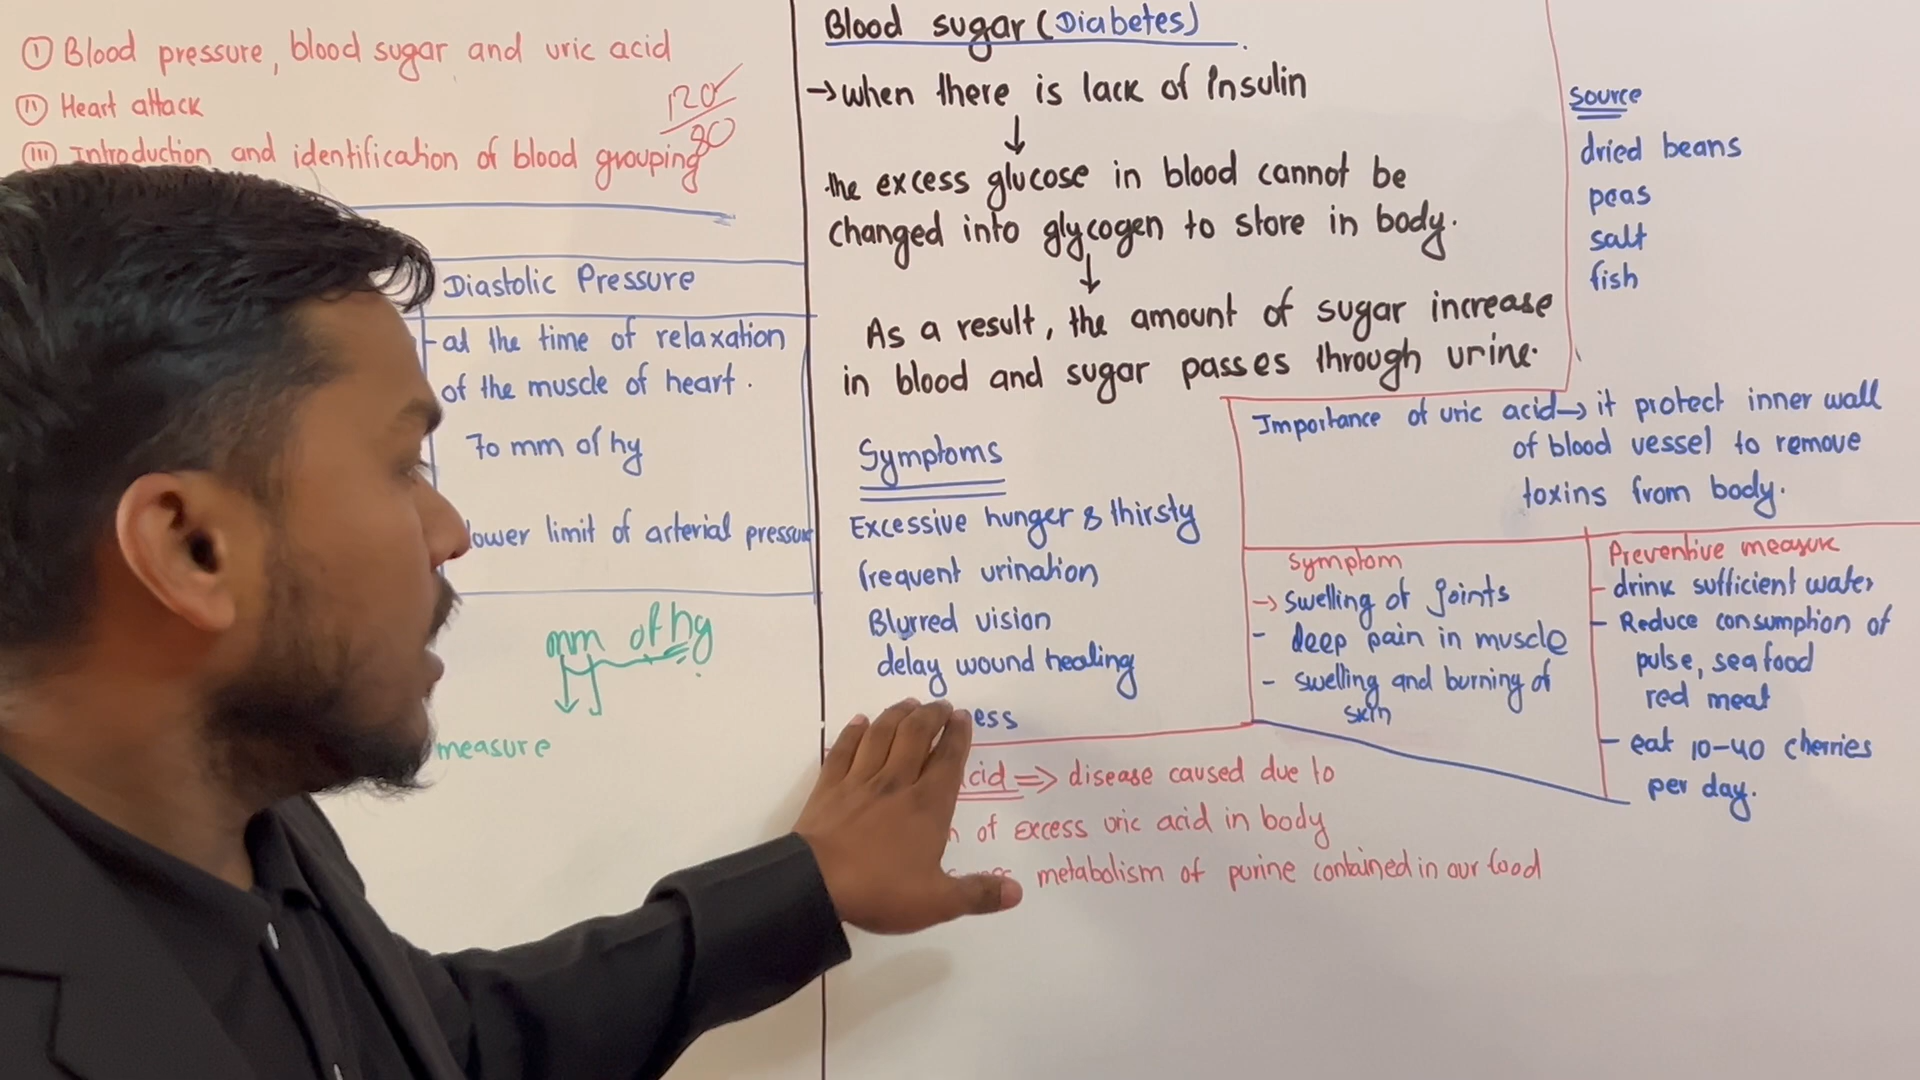 ① Blood pressure, blood sugar and uric acid
⑪ Heart attack
⑪ Introduction and identification of blood grouping
120
80
Diastolic Pressure
- at the time of relaxation
of the muscle of heart.
70 mm of hg
lower limit of arterial pressure
mm of hg
measure
Blood sugar (Diabetes)
→ when there is lack of Insulin
↓
the excess glucose in blood cannot be
changed into glycogen to store in body.
↓
As a result, the amount of sugar increase
in blood and sugar passes through urine.
Symptoms
Excessive hunger & thirsty
frequent urination
Blurred vision
delay wound healing
source
dried beans
peas
salt
fish
Importance of uric acid → it protect inner wall
of blood vessel to remove
toxins from body.
symptom
→ swelling of joints
- deep pain in muscle
- swelling and burning of
skin
Preventive measure
- drink sufficient water
- Reduce consumption of
pulse, sea food
red meat
- eat 10-40 cherries
per day.
⇒ disease caused due to
of excess uric acid in body
metabolism of purine contained in our food